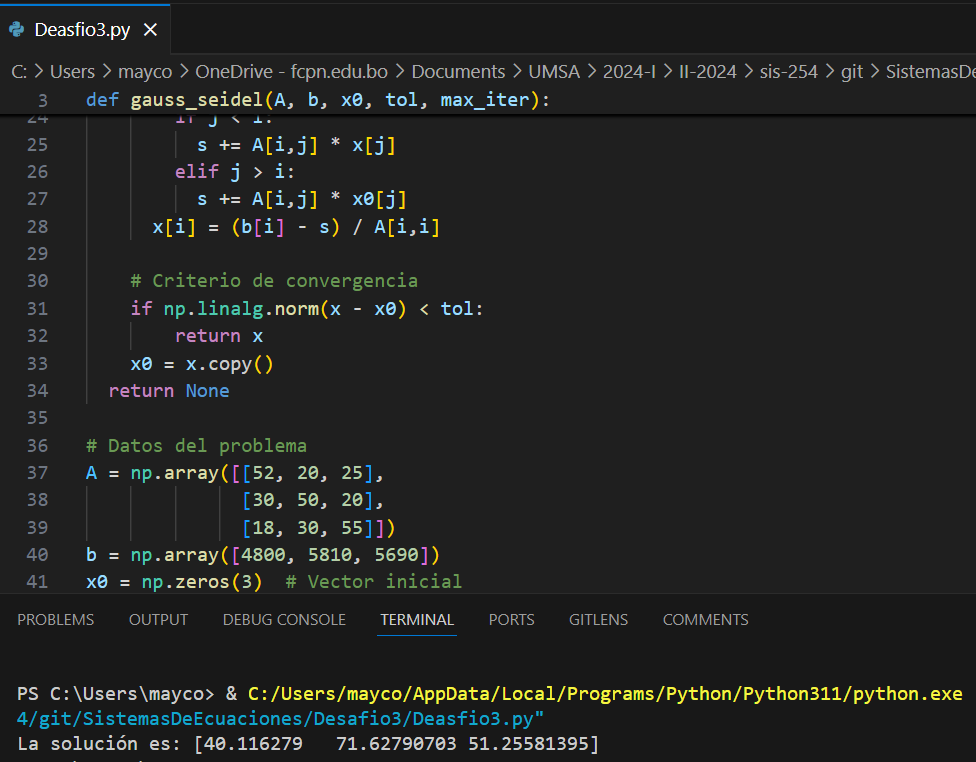 Deasfio3.py
C: > Users > mayco > OneDrive - fcpn.edu.bo > Documents > UMSA > 2024-I > II-2024 > sis-254 > git > SistemasDe
3 def gauss_seidel(A, b, x0, tol, max_iter):
24 if j < i:
25 s += A[i,j] * x[j]
26 elif j > i:
27 s += A[i,j] * x0[j]
28 x[i] = (b[i] - s) / A[i,i]
29
30 # Criterio de convergencia
31 if np.linalg.norm(x - x0) < tol:
32 return x
33 x0 = x.copy()
34 return None
35
36 # Datos del problema
37 A = np.array([[52, 20, 25],
38 [30, 50, 20],
39 [18, 30, 55]])
40 b = np.array([4800, 5810, 5690])
41 x0 = np.zeros(3) # Vector inicial
PROBLEMS OUTPUT DEBUG CONSOLE TERMINAL PORTS GITLENS COMMENTS
PS C:\Users\mayco> & C:/Users/mayco/AppData/Local/Programs/Python/Python311/python.exe
4/git/SistemasDeEcuaciones/Desafio3/Deasfio3.py"
La solución es: [40.116279 71.62790703 51.25581395]